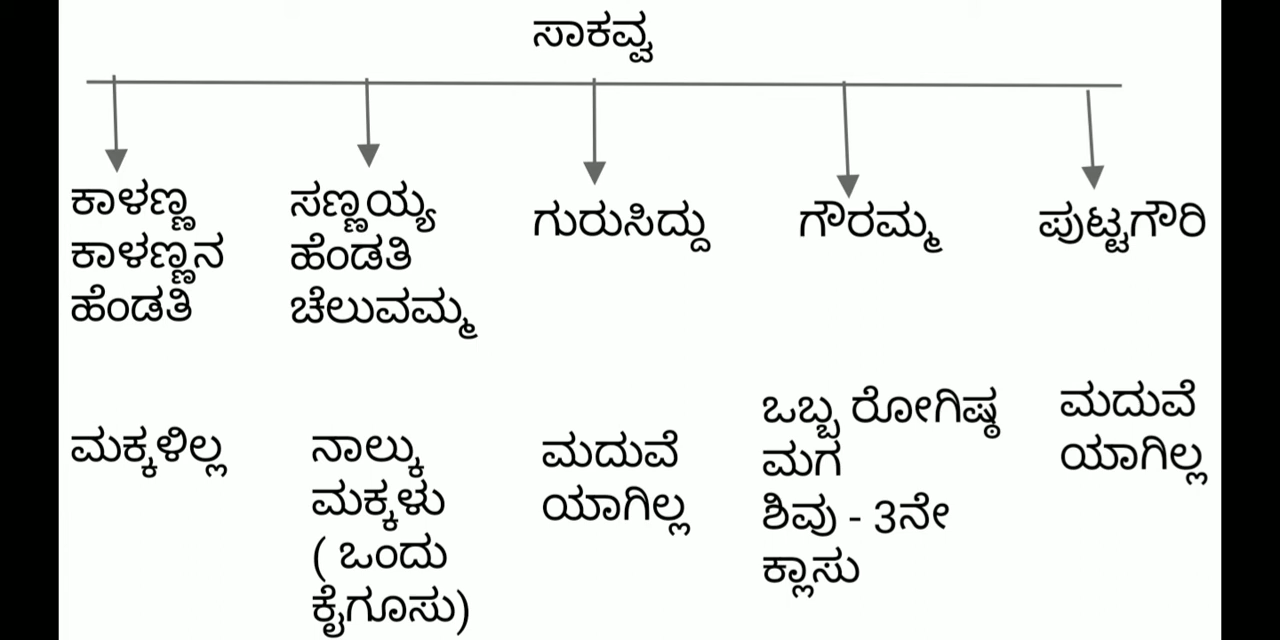 ಸಾಕವ್ವ
ಕಾಳಣ್ಣ
ಕಾಳಣ್ಣನ
ಹೆಂಡತಿ
ಸಣ್ಣಯ್ಯ
ಹೆಂಡತಿ
ಚೆಲುವಮ್ಮ
ಗುರುಸಿದ್ದು
ಗೌರಮ್ಮ
ಪುಟ್ಟಗೌರಿ
ಮಕ್ಕಳಿಲ್ಲ
ನಾಲ್ಕು
ಮಕ್ಕಳು
( ಒಂದು
ಕೈಗೂಸು)
ಮದುವೆ
ಯಾಗಿಲ್ಲ
ಒಬ್ಬ ರೋಗಿಷ್ಠ
ಮಗ
ಶಿವು - 3ನೇ
ಕ್ಲಾಸು
ಮದುವೆ
ಯಾಗಿಲ್ಲ